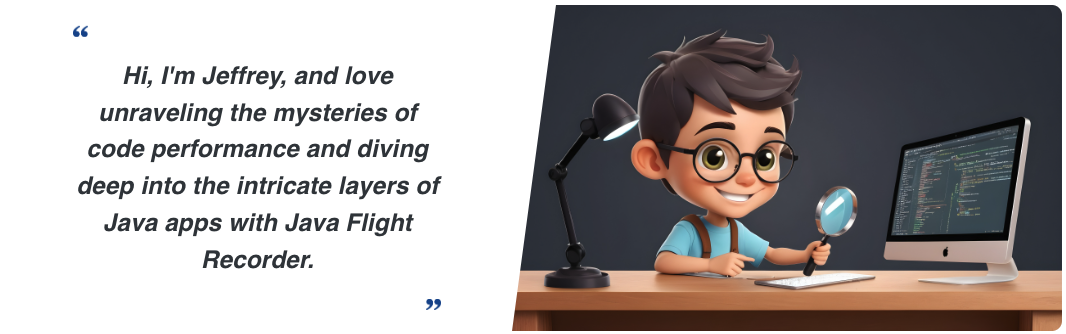 “
Hi, I'm Jeffrey, and love
unraveling the mysteries of
code performance and diving
deep into the intricate layers of
Java apps with Java Flight
Recorder.
”